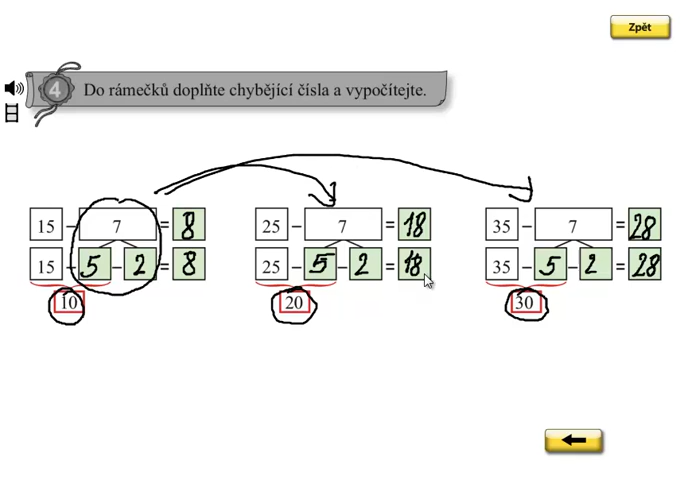 Zpět
4 Do rámečků doplňte chybějící čísla a vypočítejte.
15 – 7 = 8
15 – 5 – 2 = 8
10
25 – 7 = 18
25 – 5 – 2 = 18
20
35 – 7 = 28
35 – 5 – 2 = 28
30